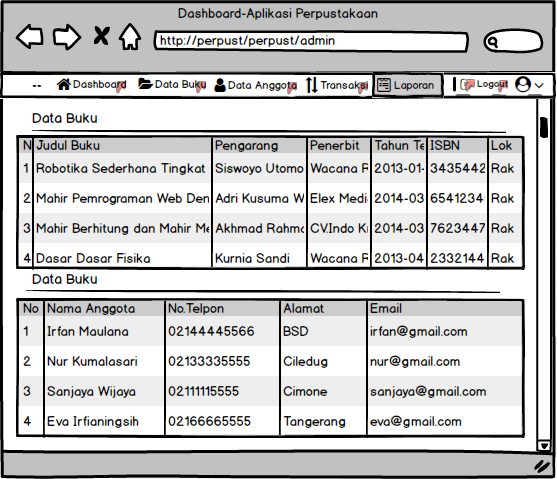 Dashboard-Aplikasi Perpustakaan
http://perpust/perpust/admin
-- Dashboard Data Buku Data Anggota Transaksi Laporan Logout
Data Buku
N Judul Buku Pengarang Penerbit Tahun Te ISBN Lok
1 Robotika Sederhana Tingkat Siswoyo Utomo Wacana R 2013-01- 3435442 Rak
2 Mahir Pemrograman Web Den Adri Kusuma W Elex Medi 2014-03 6541234 Rak
3 Mahir Berhitung dan Mahir Me Akhmad Rahma CVIndo K 2014-03 7623447 Rak
4 Dasar Dasar Fisika Kurnia Sandi Wacana R 2013-04 2332144 Rak
Data Buku
No Nama Anggota No.Telpon Alamat Email
1 Irfan Maulana 02144445566 BSD irfan@gmail.com
2 Nur Kumalasari 02133335555 Ciledug nur@gmail.com
3 Sanjaya Wijaya 02111115555 Cimone sanjaya@gmail.com
4 Eva Irfianingsih 02166665555 Tangerang eva@gmail.com